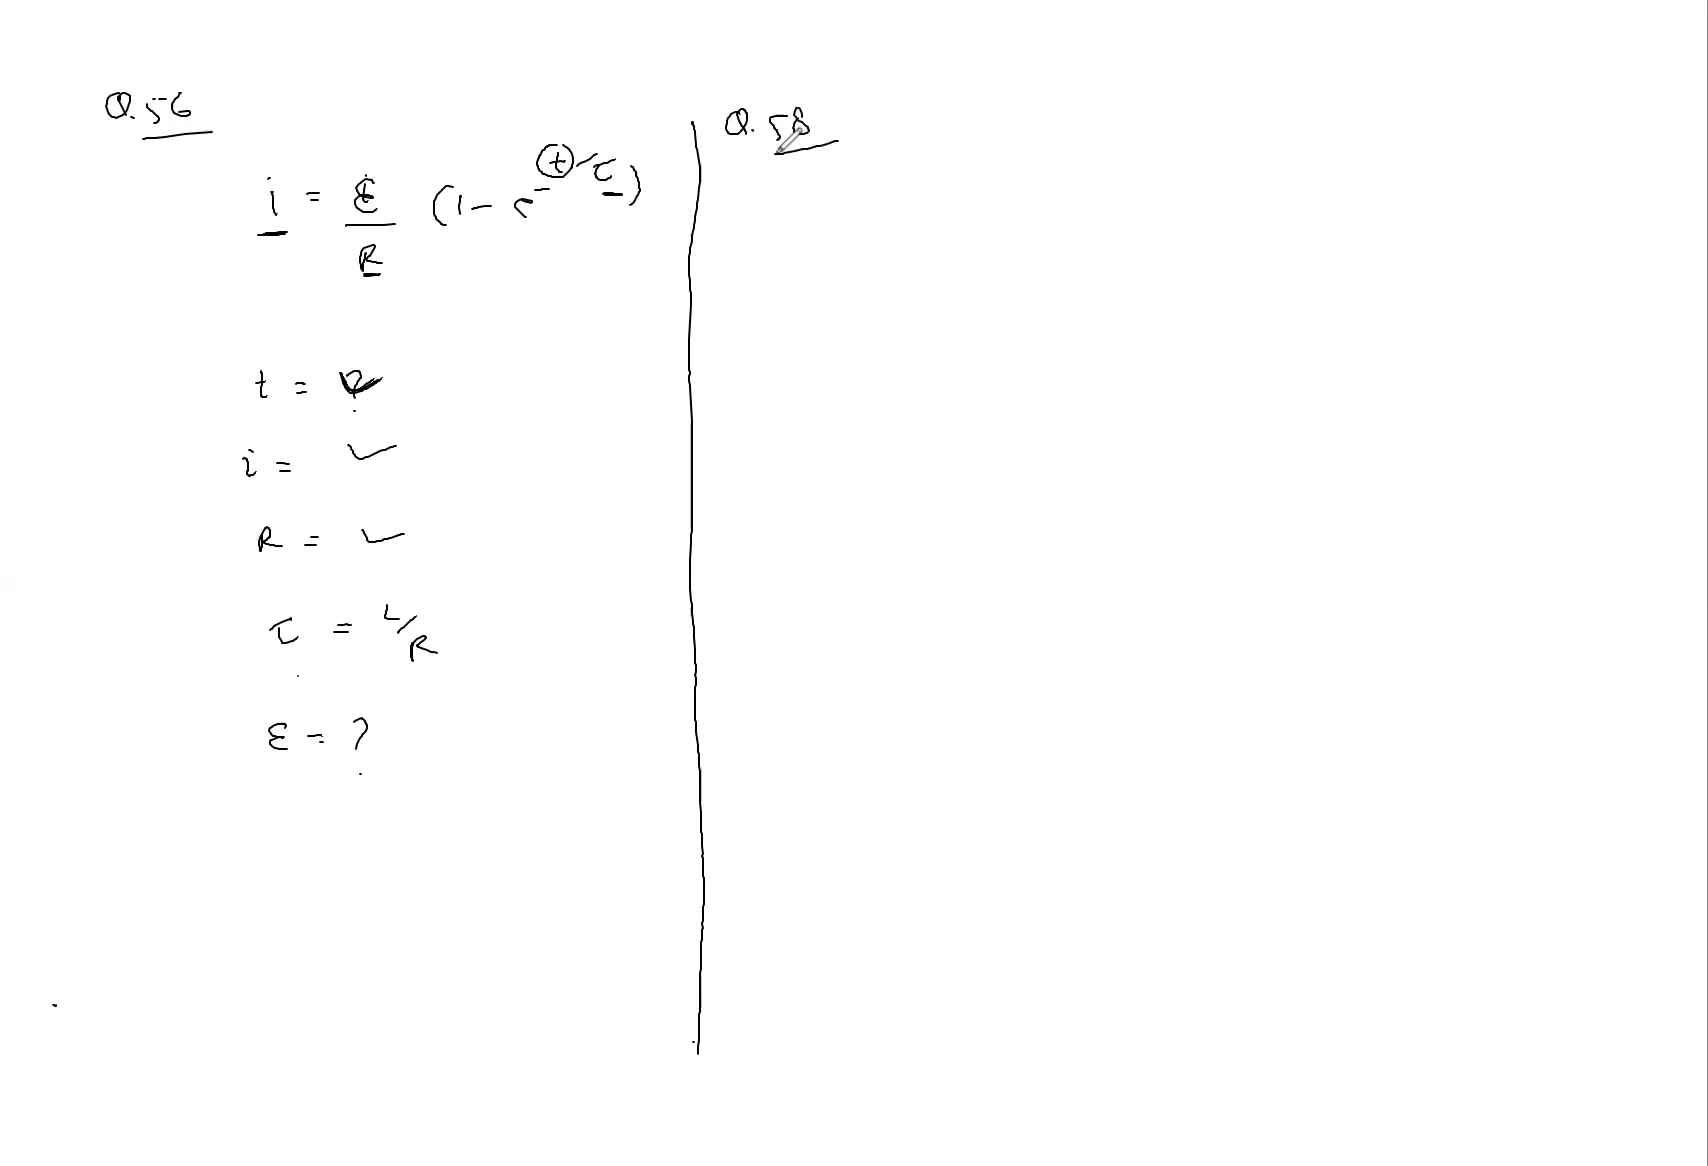 Q.56
i = ε/R (1 - e^-t/τ)
t = ?
i = ✓
R = ✓
τ = L/R
ε = ?
Q.58